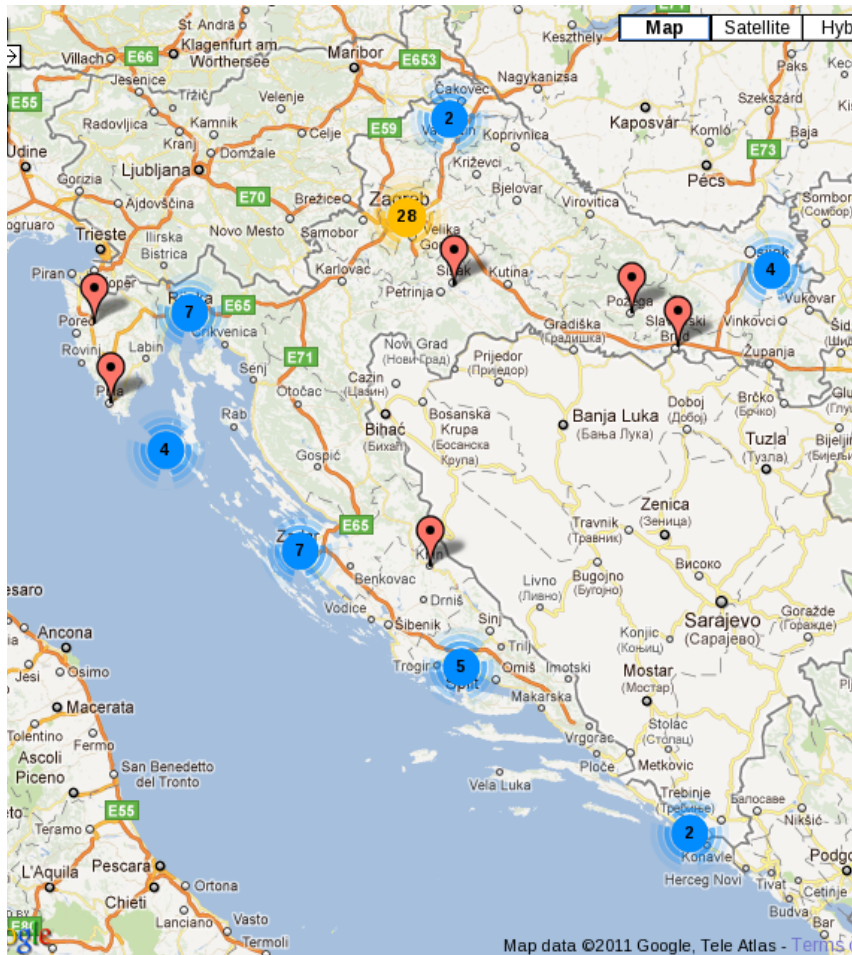 Map
Satellite
Hyb
St. Andrä
Keszthely
Villach
E66
Klagenfurt am
Wörthersee
Maribor
E653
Paks
Jesenice
Nagykanizsa
Čakovec
E55
Tržič
Velenje
Szekszárd
Radovljica
Kamnik
2
Kaposvár
Kranj
Celje
E59
Komló
Baja
Domžale
Koprivnica
E73
Udine
Ljubljana
Križevci
Pécs
Gorizia
E70
Brežice
Zagreb
Bjelovar
Ajdovščina
Virovitica
Sombor
(Сомбор)
Novo Mesto
Samobor
28
Velika
Trieste
Ilirska
Bistrica
Osijek
Piran
Karlovac
Sisak
Kutina
4
Koper
Petrinja
Požega
Vukovar
7
E65
Slavonski
Brod
Vinkovci
Poreč
Crikvenica
Novi Grad
(Нови Град)
Gradiška
(Градишка)
Rovinj
Labin
E71
Prijedor
(Приједор)
Županja
Senj
Cazin
(Цазин)
Pula
Otočac
Bosanska
Krupa
(Босанска
Крупа)
Doboj
(Добој)
Brčko
(Брчко)
Rab
Bihać
(Бихаћ)
Banja Luka
(Бања Лука)
Tuzla
(Тузла)
4
Gospić
Zenica
(Зеница)
E65
Travnik
(Травник)
7
Knin
Benkovac
Bugojno
(Бугојно)
Високо
Livno
(Ливно)
Drniš
Vodice
Sarajevo
(Сарајево)
Goražde
(Горажде)
Šibenik
Sinj
Ancona
Trilj
Konjic
(Коњиц)
Jesi
Osimo
Trogir
5
Omiš
Imotski
Mostar
(Мостар)
Split
Macerata
Makarska
Tolentino
Fermo
Stolac
(Столац)
Vrgorac
Ascoli
Piceno
San Benedetto
del Tronto
Ploče
Metkovic
Vela Luka
Trebinje
(Требиње)
Билосаве
E55
Nikšić
Teramo
2
Konavle
Pescara
L'Aquila
Herceg Novi
Tivat
Podgo
Chieti
Ortona
Cetinje
Lanciano
Budva
Vasto
Bar
Termoli
Map data ©2011 Google, Tele Atlas - Terms